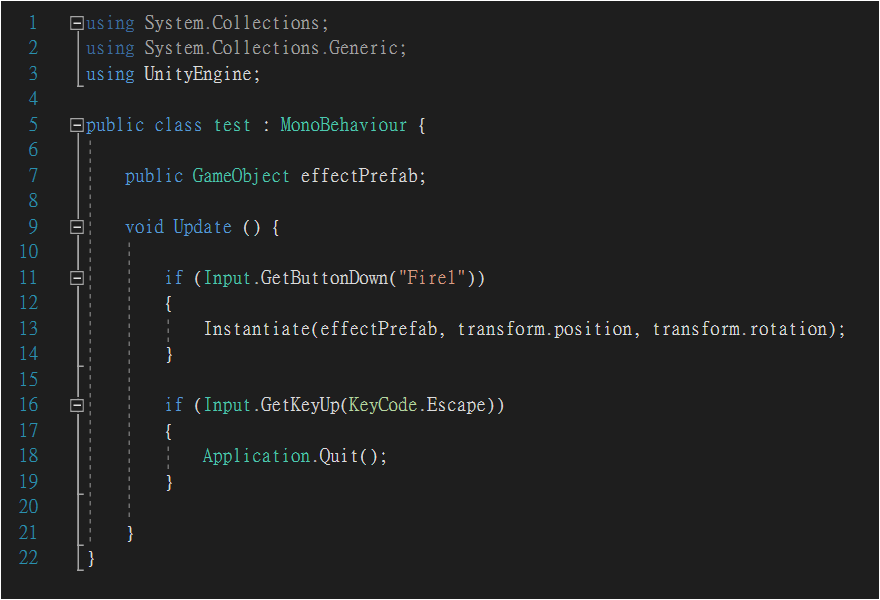 1 using System.Collections;
2 using System.Collections.Generic;
3 using UnityEngine;
4
5 public class test : MonoBehaviour {
6
7     public GameObject effectPrefab;
8
9     void Update () {
10
11         if (Input.GetButtonDown("Fire1"))
12         {
13             Instantiate(effectPrefab, transform.position, transform.rotation);
14         }
15
16         if (Input.GetKeyUp(KeyCode.Escape))
17         {
18             Application.Quit();
19         }
20
21     }
22 }